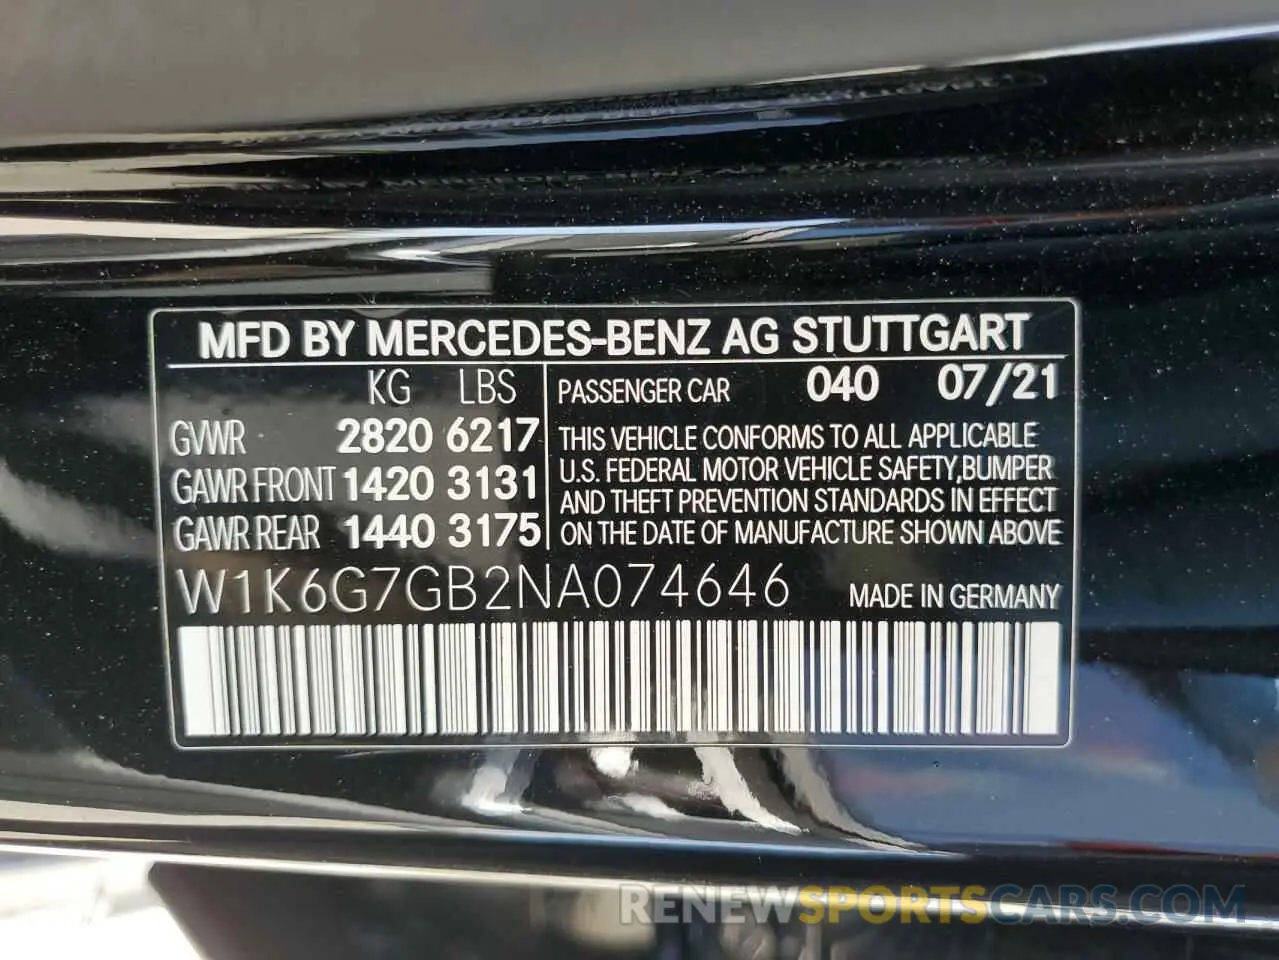 MFD BY MERCEDES-BENZ AG STUTTGART
KG LBS
GVWR 2820 6217
GAWR FRONT 1420 3131
GAWR REAR 1440 3175
PASSENGER CAR 040 07/21
THIS VEHICLE CONFORMS TO ALL APPLICABLE
U.S. FEDERAL MOTOR VEHICLE SAFETY,BUMPER
AND THEFT PREVENTION STANDARDS IN EFFECT
ON THE DATE OF MANUFACTURE SHOWN ABOVE
W1K6G7GB2NA074646 MADE IN GERMANY
RENEWSPORTSCARS.COM